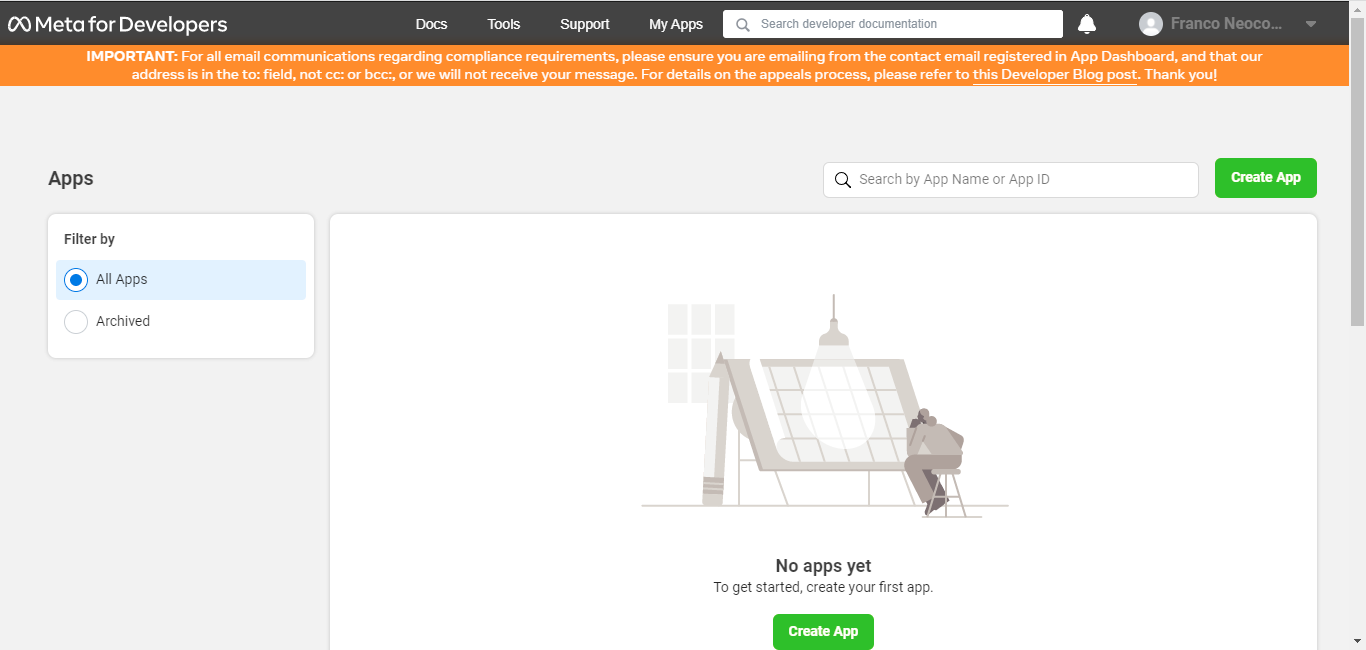 Meta for Developers
Docs
Tools
Support
My Apps
Search developer documentation
Franco Neoco...
IMPORTANT: For all email communications regarding compliance requirements, please ensure you are emailing from the contact email registered in App Dashboard, and that our
address is in the to: field, not cc: or bcc:, or we will not receive your message. For details on the appeals process, please refer to this Developer Blog post. Thank you!
Apps
Search by App Name or App ID
Create App
Filter by
All Apps
Archived
No apps yet
To get started, create your first app.
Create App